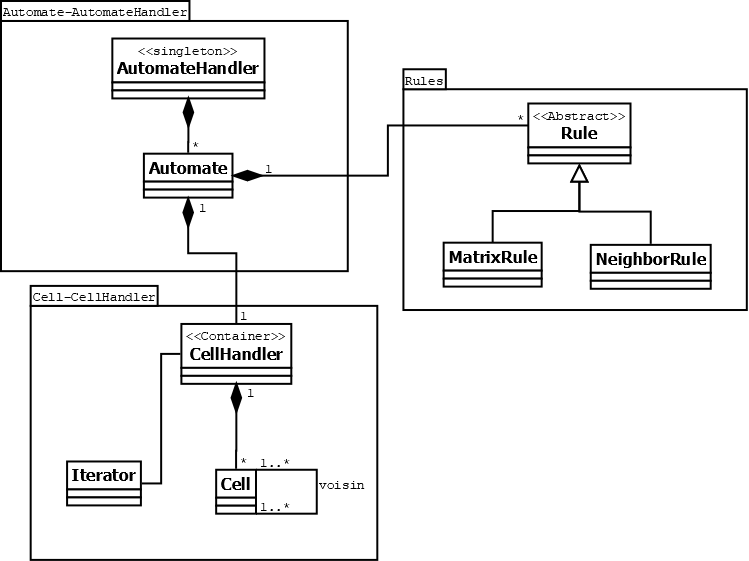 Automate-AutomateHandler
<<singleton>>
AutomateHandler
*
Automate
1
1
Rules
*
<<Abstract>>
Rule
MatrixRule
NeighborRule
Cell-CellHandler
1
<<Container>>
CellHandler
1
Iterator
*
1..*
Cell
voisin
1..*